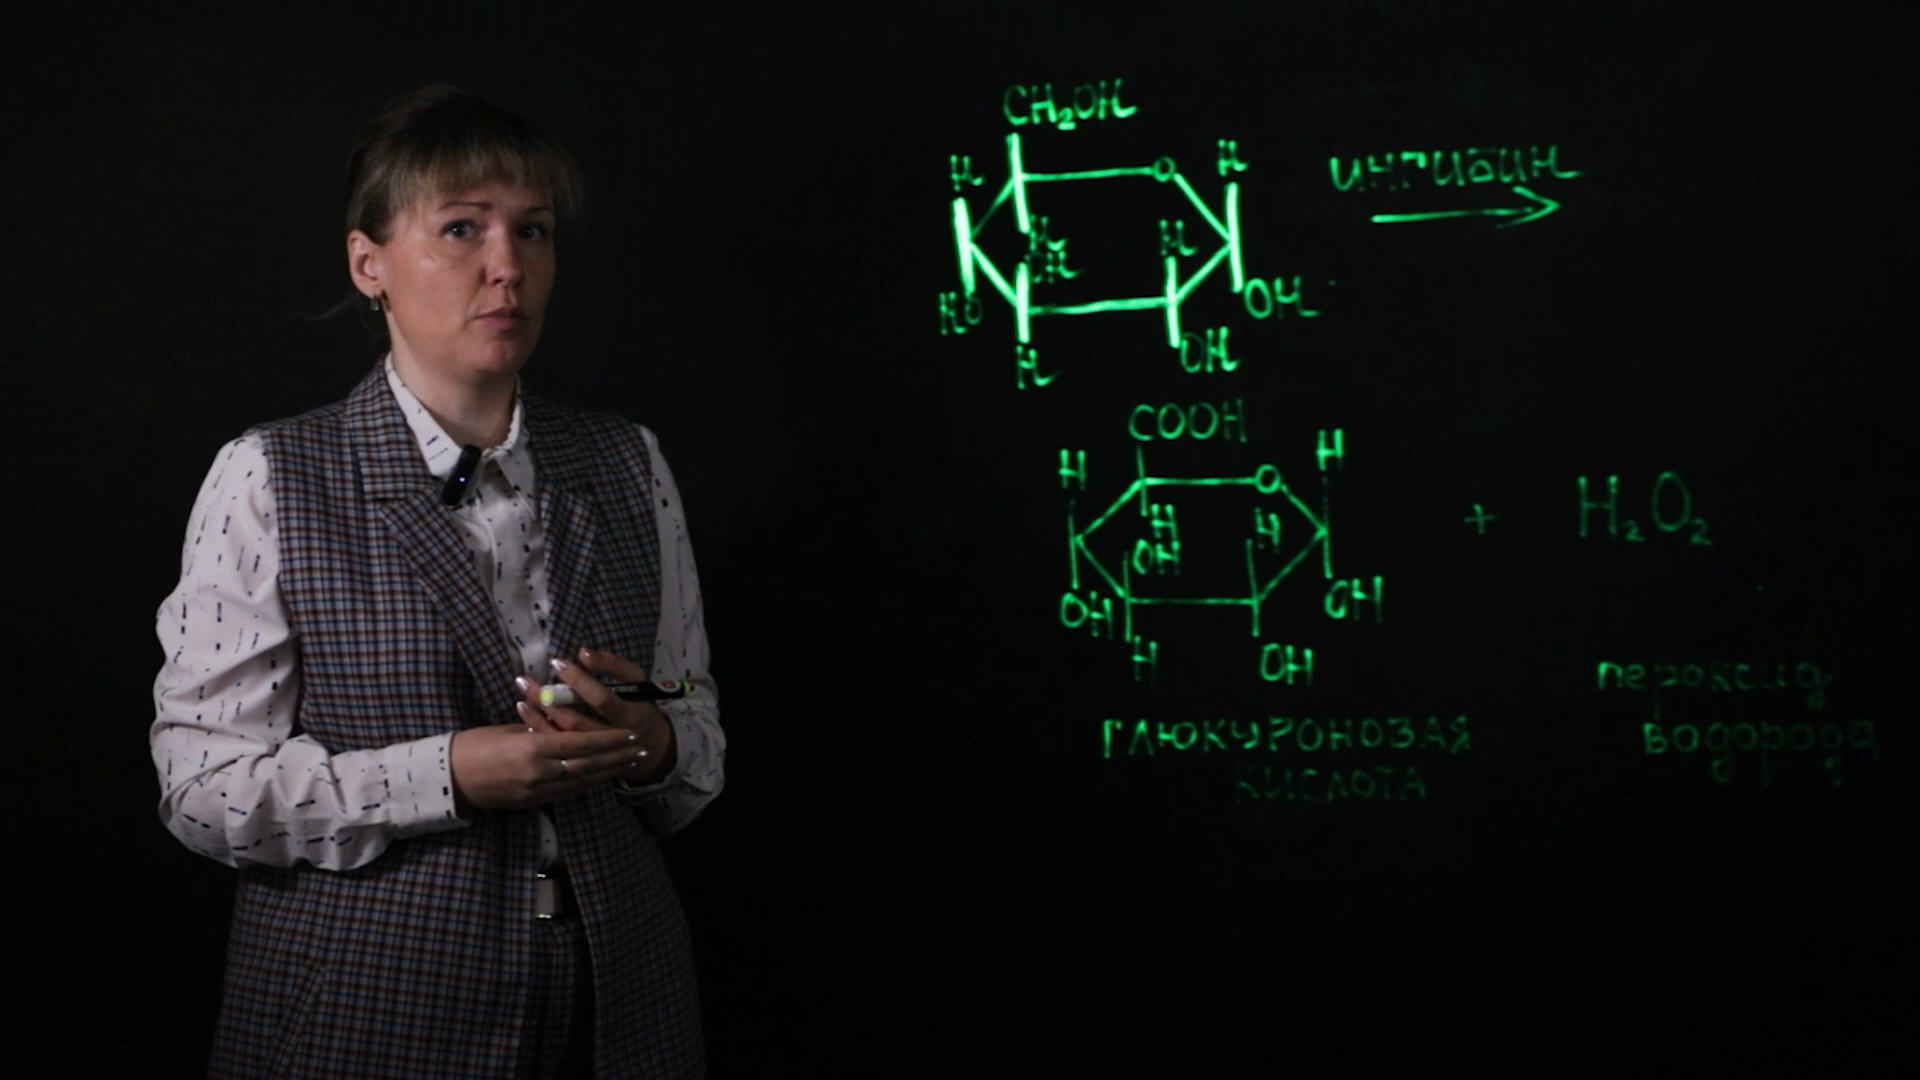 CH₂OH
H O H ингибин
H
OH H
HO OH
H OH
COOH
H O H
H H + H₂O₂
OH
OH OH
H OH
пероксид
ГЛЮКУРОНОВАЯ водорода
КИСЛОТА